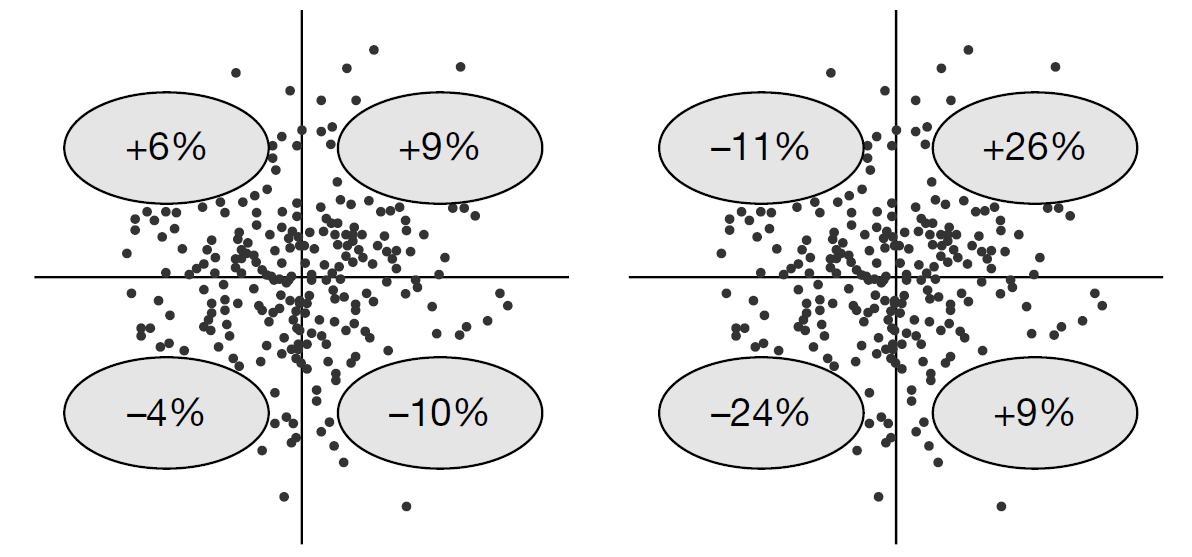 +6% +9% –11% +26%
–4% –10% –24% +9%